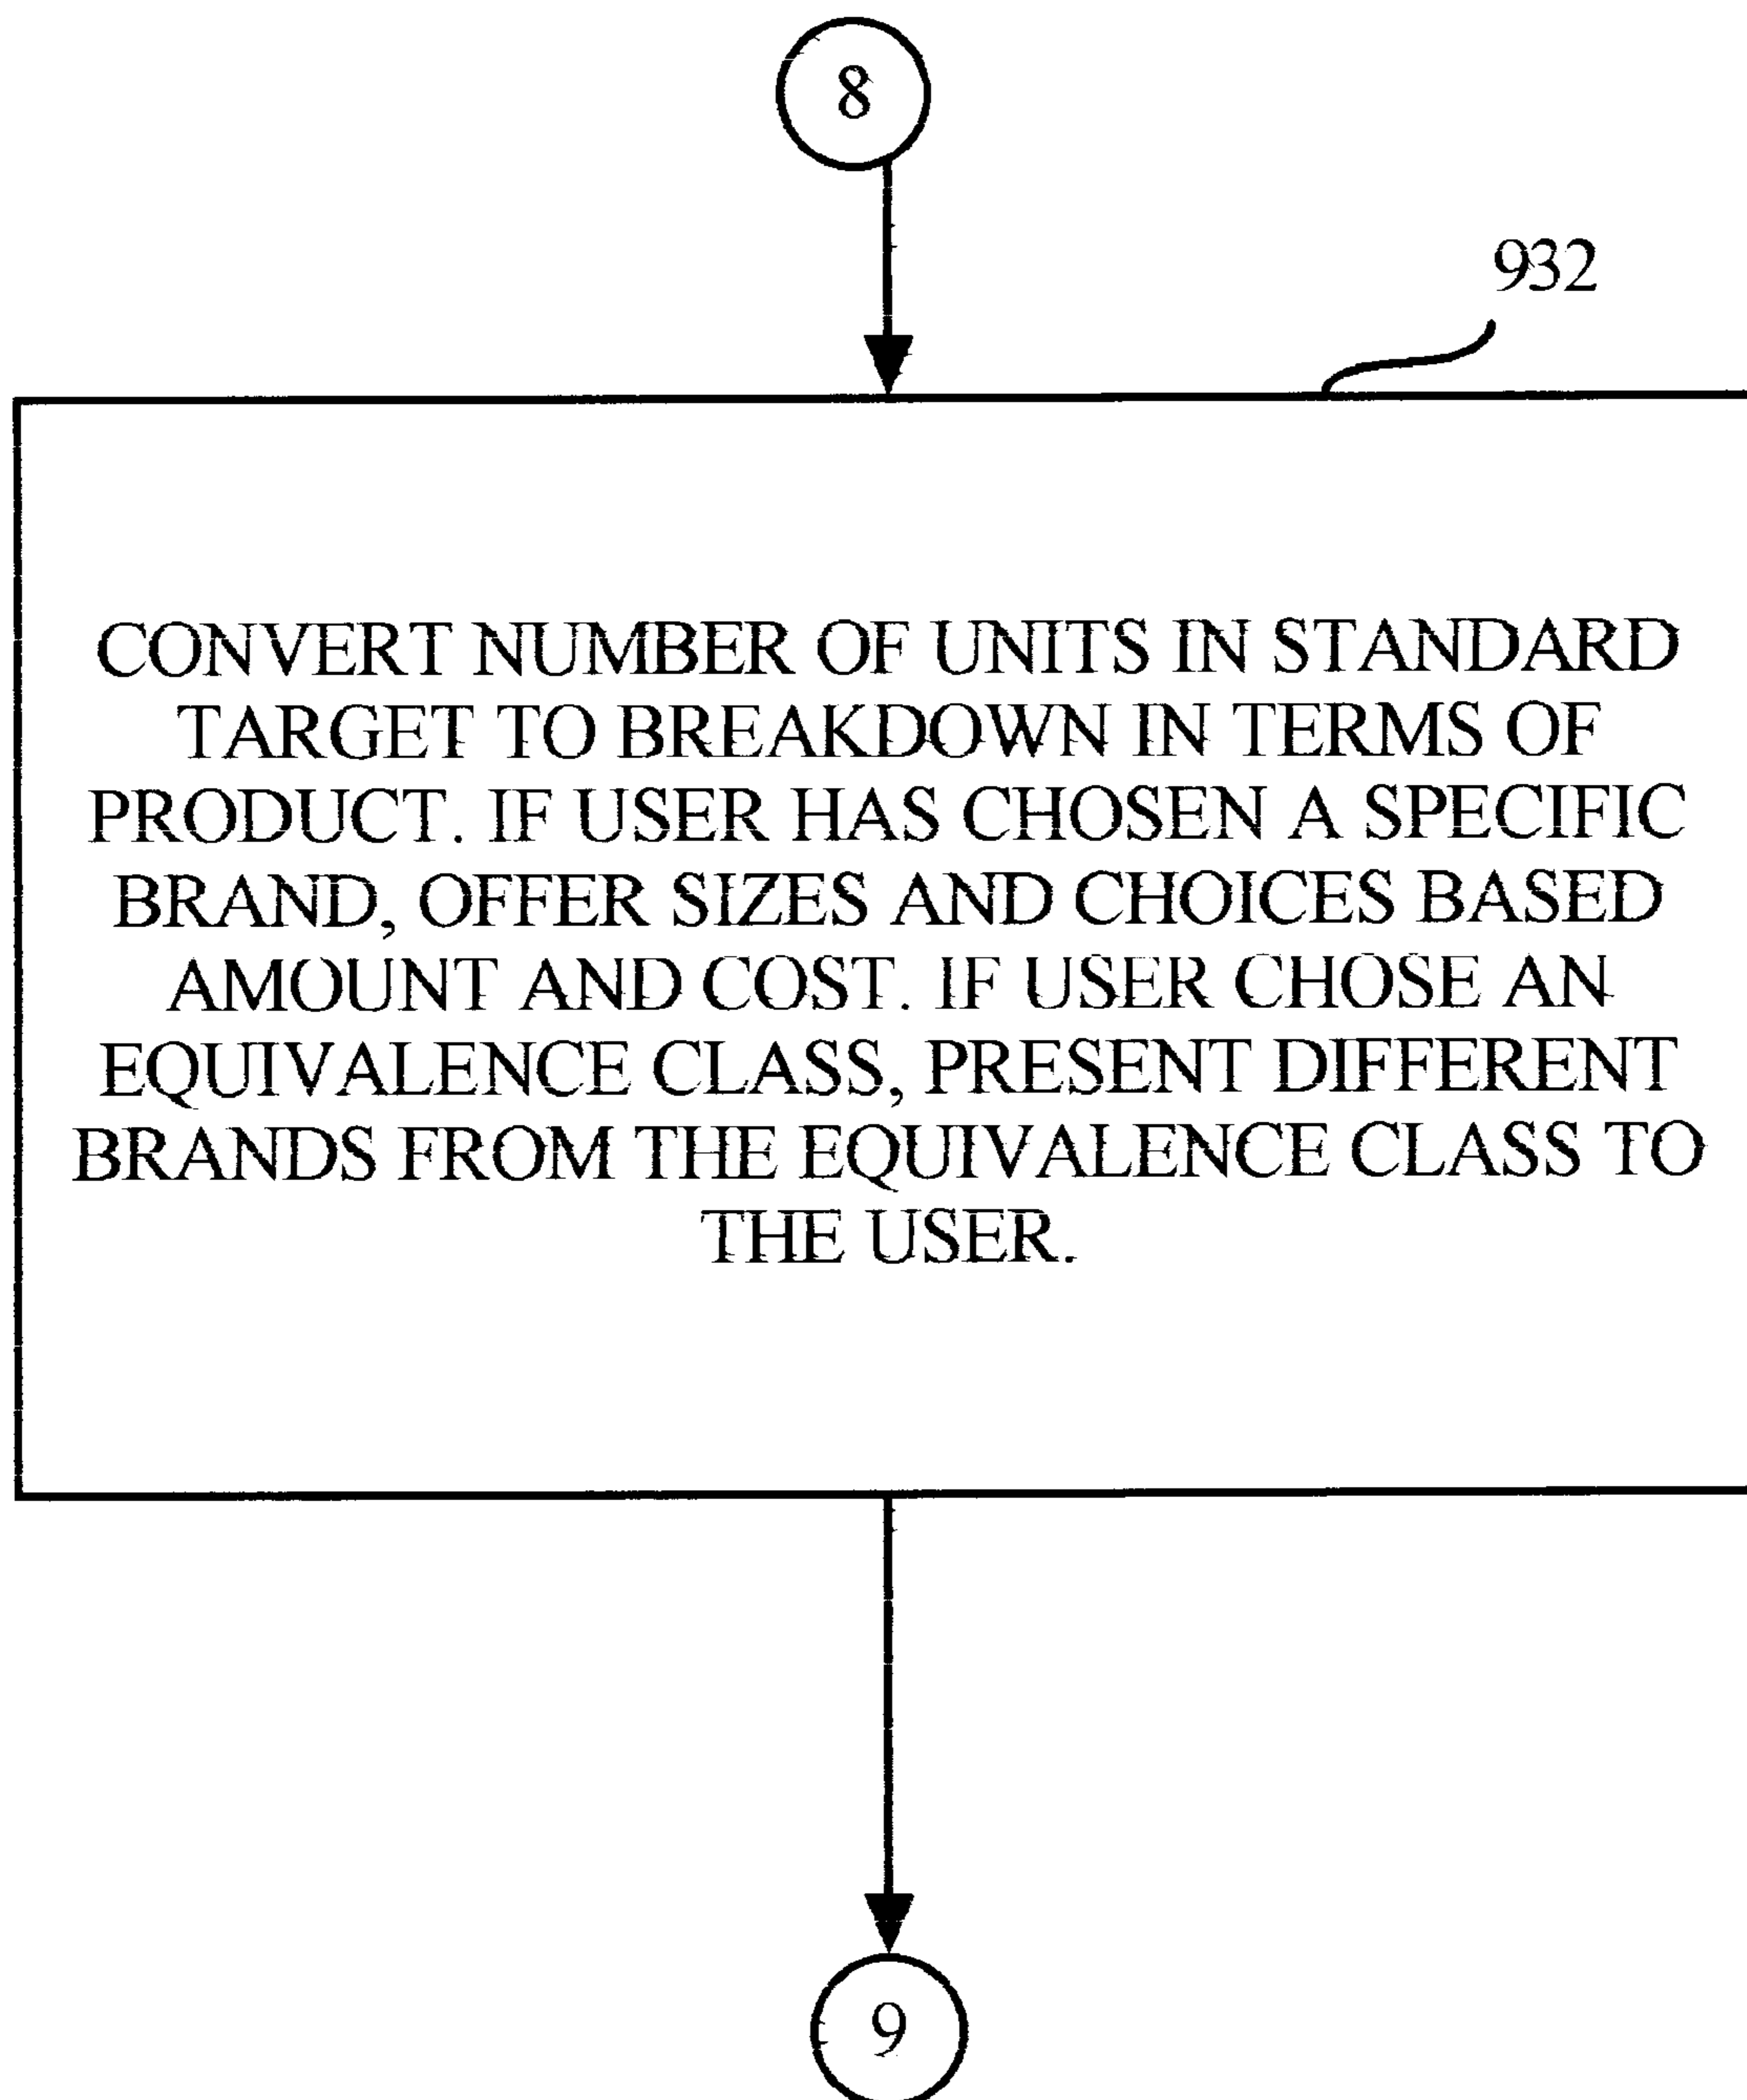 8
932
CONVERT NUMBER OF UNITS IN STANDARD
TARGET TO BREAKDOWN IN TERMS OF
PRODUCT. IF USER HAS CHOSEN A SPECIFIC
BRAND, OFFER SIZES AND CHOICES BASED
AMOUNT AND COST. IF USER CHOSE AN
EQUIVALENCE CLASS, PRESENT DIFFERENT
BRANDS FROM THE EQUIVALENCE CLASS TO
THE USER.
9